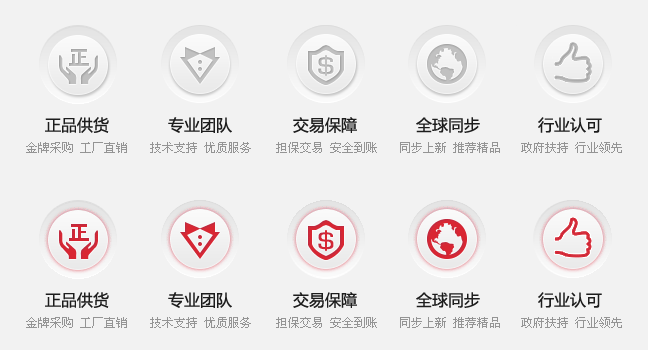 正
正品供货 专业团队 交易保障 全球同步 行业认可
金牌采购 工厂直销 技术支持 优质服务 担保交易 安全到账 同步上新 推荐精品 政府扶持 行业领先
正
正品供货 专业团队 交易保障 全球同步 行业认可
金牌采购 工厂直销 技术支持 优质服务 担保交易 安全到账 同步上新 推荐精品 政府扶持 行业领先